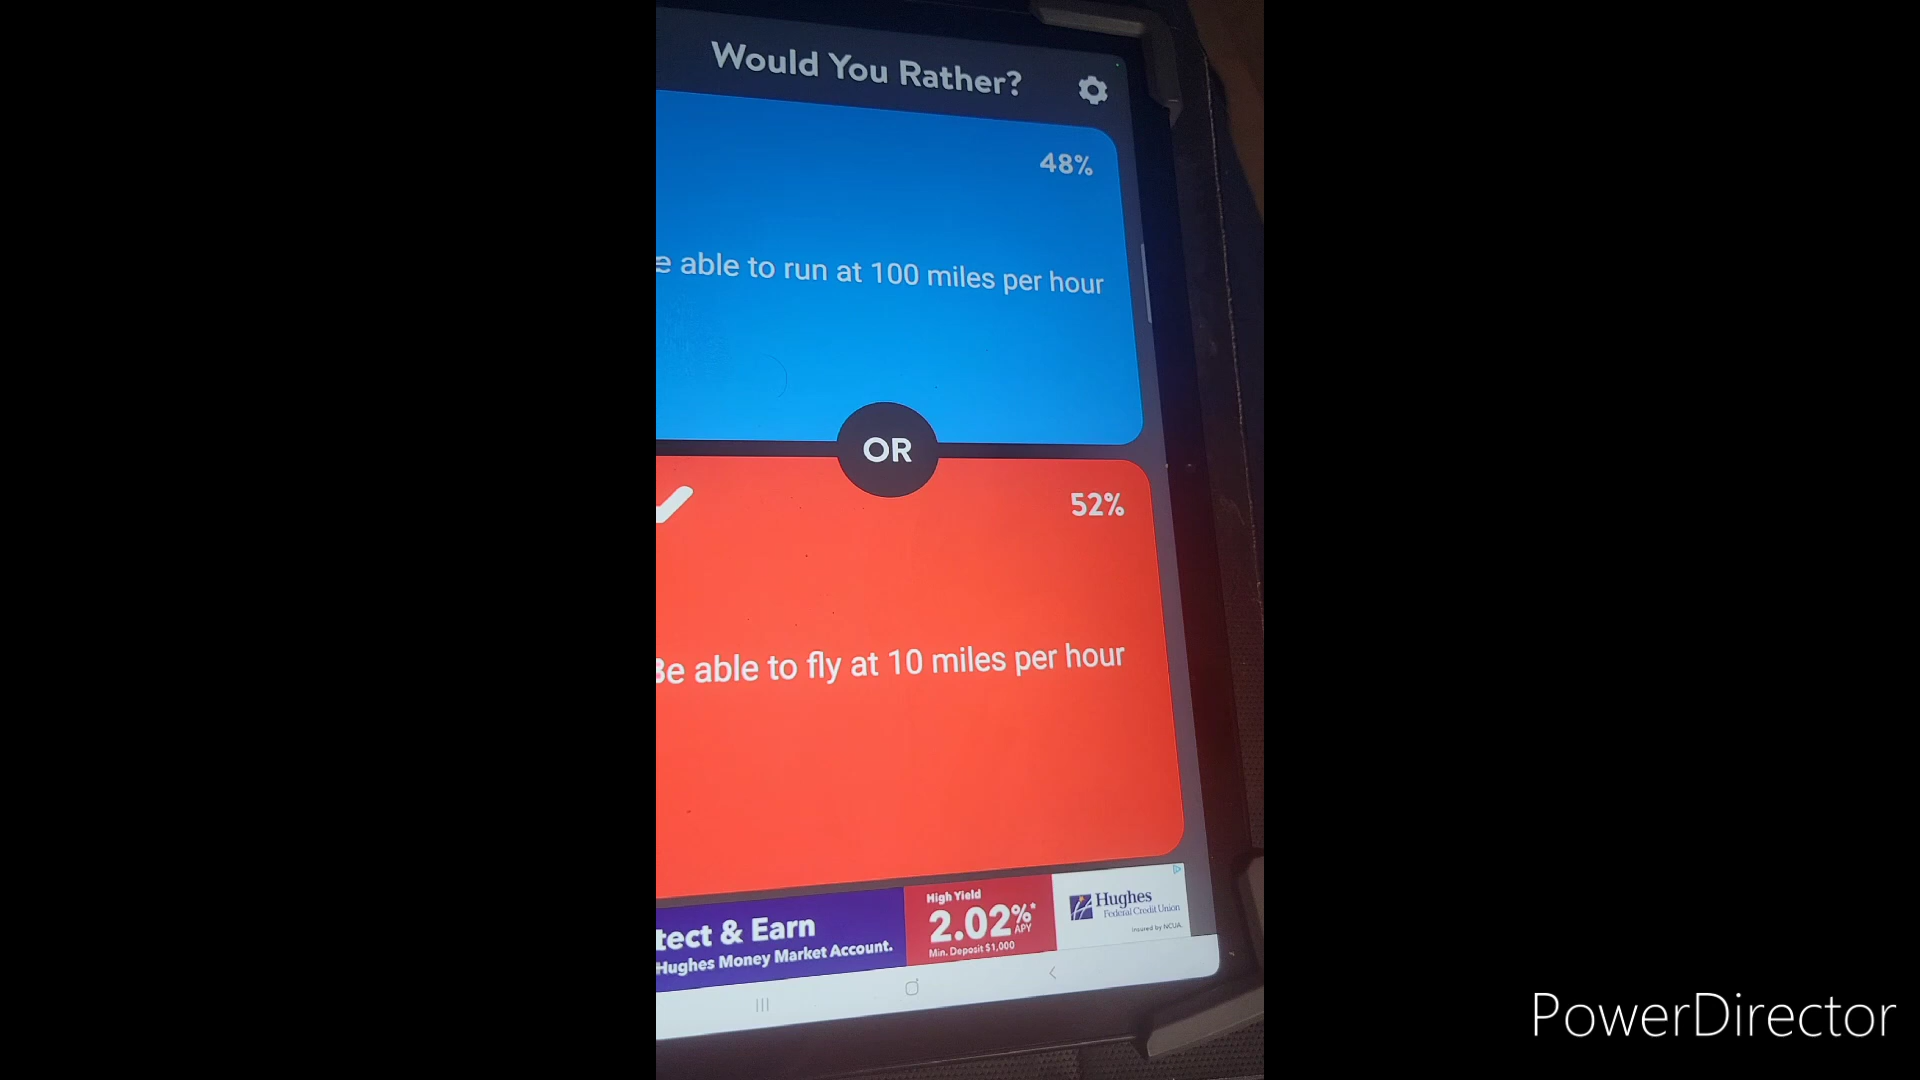 Would You Rather?
48%
e able to run at 100 miles per hour
OR
52%
Be able to fly at 10 miles per hour
tect & Earn
Hughes Money Market Account.
High Yield
2.02%*
APY
Min. Deposit $1,000
Hughes
Federal Credit Union
Insured by NCUA.
PowerDirector